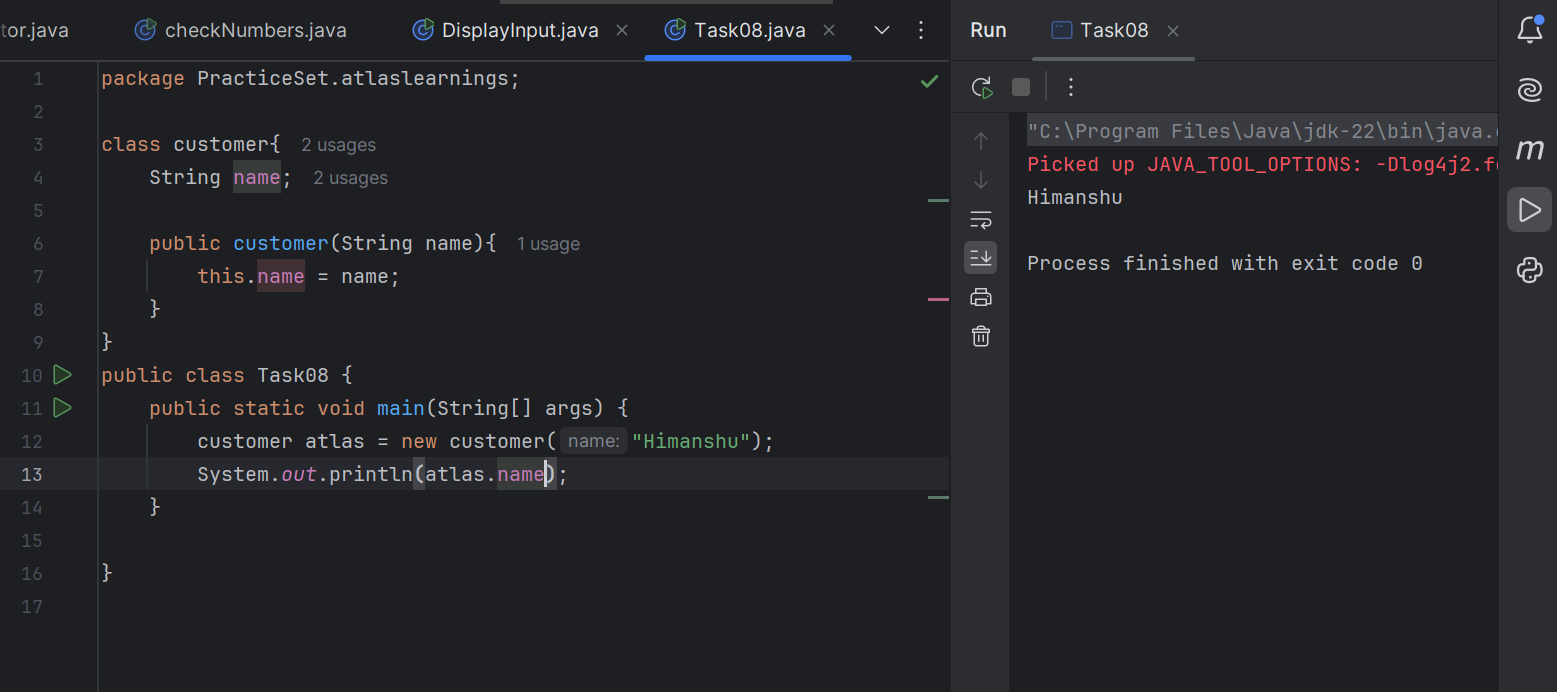 tor.java checkNumbers.java DisplayInput.java Task08.java
1 package PracticeSet.atlaslearnings;
2
3 class customer{ 2 usages
4 String name; 2 usages
5
6 public customer(String name){ 1 usage
7 this.name = name;
8 }
9 }
10 public class Task08 {
11 public static void main(String[] args) {
12 customer atlas = new customer( name: "Himanshu");
13 System.out.println(atlas.name);
14 }
15
16 }
17
Run Task08
"C:\Program Files\Java\jdk-22\bin\java.
Picked up JAVA_TOOL_OPTIONS: -Dlog4j2.f
Himanshu
Process finished with exit code 0
m